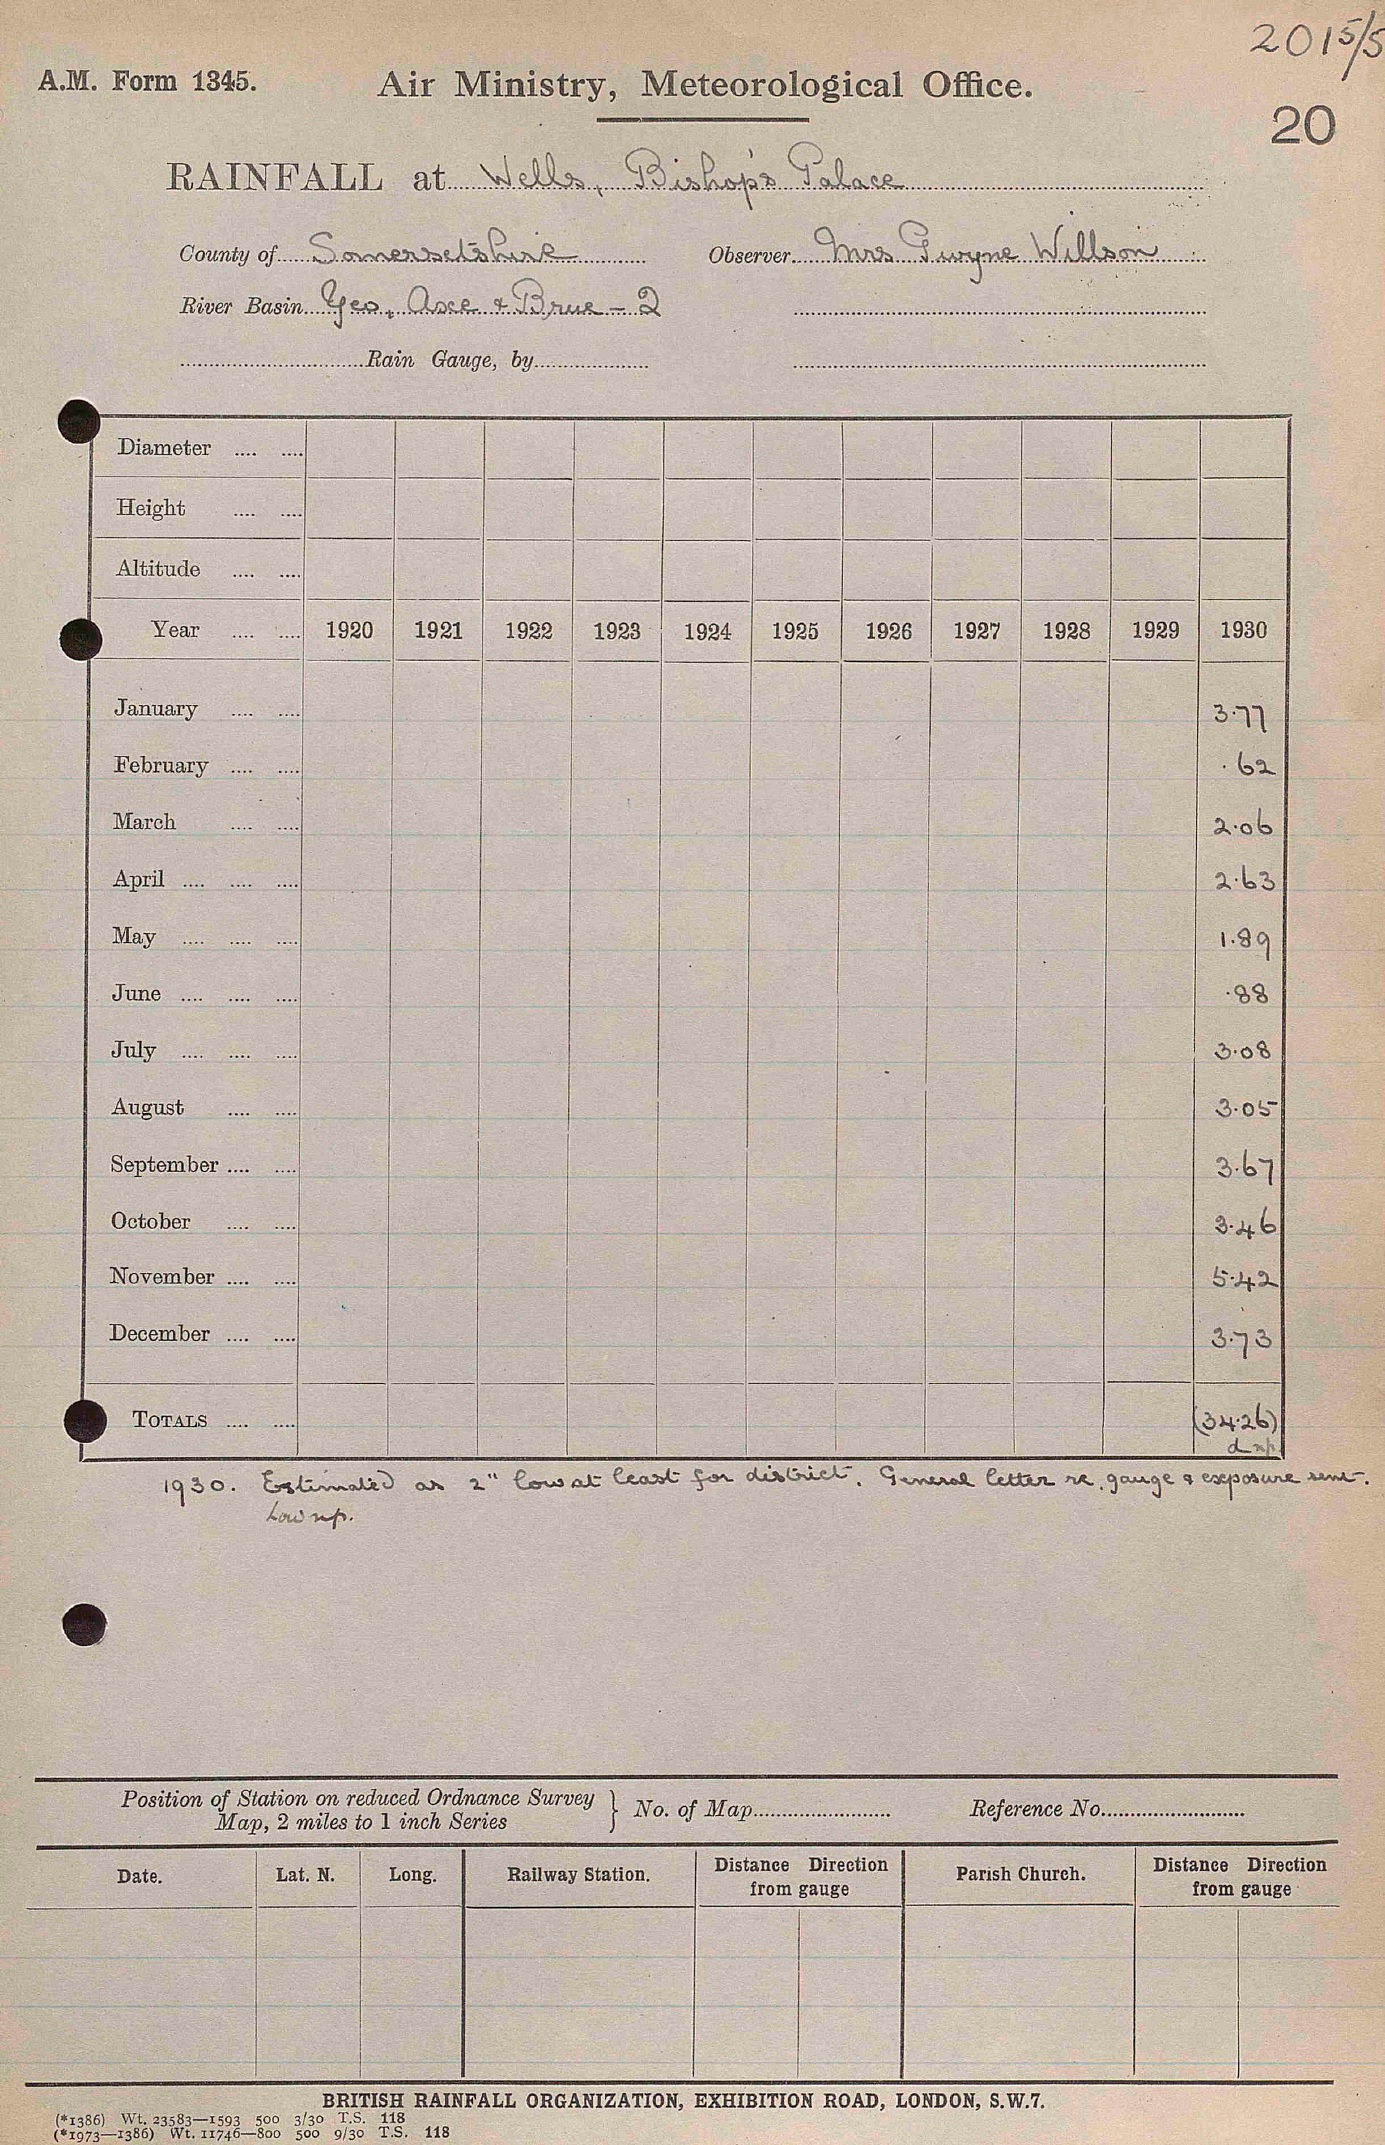 2015/5
A.M. Form 1345. Air Ministry, Meteorological Office.
20
RAINFALL at Wells, Bishop's Palace
County of Somersetshire Observer Mrs Gwyne Willson
River Basin Yeo, Axe & Brue - 2
Rain Gauge, by
Diameter
Height
Altitude
Year 1920 1921 1922 1923 1924 1925 1926 1927 1928 1929 1930
January 3.77
February .62
March 2.06
April 2.63
May 1.89
June .88
July 3.08
August 3.05
September 3.67
October 3.46
November 5.42
December 3.73
TOTALS (34.26)
d np.
1930. Estimated as 2" low at least for district. General letter re. gauge & exposure sent.
Low np.
Position of Station on reduced Ordnance Survey
Map, 2 miles to 1 inch Series } No. of Map Reference No.
Date. Lat. N. Long. Railway Station. Distance Direction from gauge Parish Church. Distance Direction from gauge
BRITISH RAINFALL ORGANIZATION, EXHIBITION ROAD, LONDON, S.W.7.
(*1386) Wt. 23583—1593 500 3/30 T.S. 118
(*1973—1386) Wt. 11746—800 500 9/30 T.S. 118